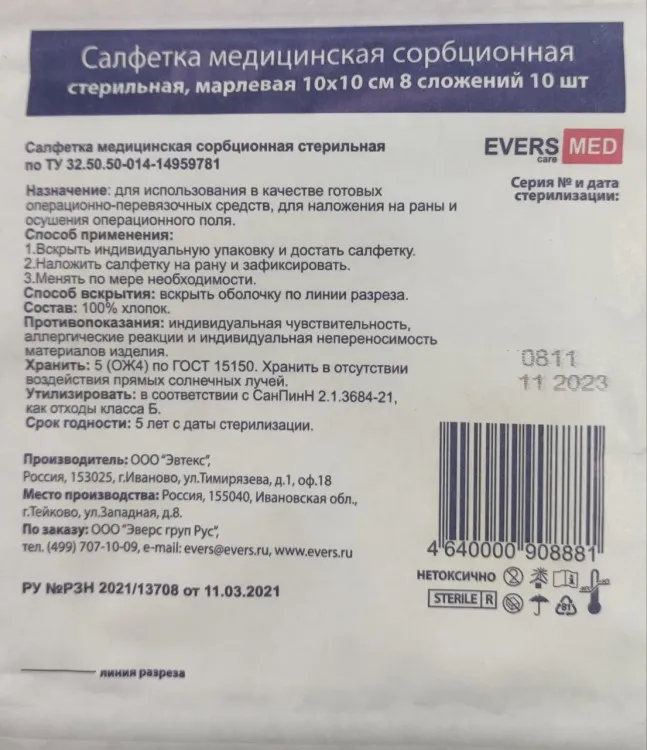 Салфетка медицинская сорбционная
стерильная, марлевая 10х10 см 8 сложений 10 шт
Салфетка медицинская сорбционная стерильная
по ТУ 32.50.50-014-14959781
EVERS
care
MED
Серия № и дата
стерилизации:
Назначение: для использования в качестве готовых
операционно-перевязочных средств, для наложения на раны и
осушения операционного поля.
Способ применения:
1.Вскрыть индивидуальную упаковку и достать салфетку.
2.Наложить салфетку на рану и зафиксировать.
3.Менять по мере необходимости.
Способ вскрытия: вскрыть оболочку по линии разреза.
Состав: 100% хлопок.
Противопоказания: индивидуальная чувствительность,
аллергические реакции и индивидуальная непереносимость
материалов изделия.
Хранить: 5 (ОЖ4) по ГОСТ 15150. Хранить в отсутствии
воздействия прямых солнечных лучей.
Утилизировать: в соответствии с СанПинН 2.1.3684-21,
как отходы класса Б.
Срок годности: 5 лет с даты стерилизации.
0811
11 2023
Производитель: ООО "Эвтекс",
Россия, 153025, г.Иваново, ул.Тимирязева, д.1, оф.18
Место производства: Россия, 155040, Ивановская обл.,
г.Тейково, ул.Западная, д.8.
По заказу: ООО "Эверс груп Рус",
тел. (499) 707-10-09, e-mail: evers@evers.ru, www.evers.ru
4 640000 908881
НЕТОКСИЧНО
STERILE R
81
РУ №РЗН 2021/13708 от 11.03.2021
линия разреза